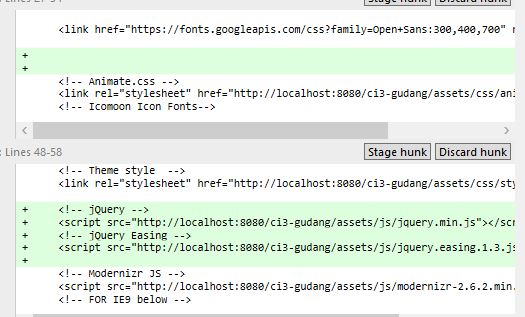 Stage hunk Discard hunk
<link href="https://fonts.googleapis.com/css?family=Open+Sans:300,400,700"
+
+
<!-- Animate.css -->
<link rel="stylesheet" href="http://localhost:8080/ci3-gudang/assets/css/ani
<!-- Icomoon Icon Fonts-->
: Lines 48-58 Stage hunk Discard hunk
<!-- Theme style  -->
<link rel="stylesheet" href="http://localhost:8080/ci3-gudang/assets/css/sty
+ <!-- jQuery -->
+ <script src="http://localhost:8080/ci3-gudang/assets/js/jquery.min.js"></scr
+ <!-- jQuery Easing -->
+ <script src="http://localhost:8080/ci3-gudang/assets/js/jquery.easing.1.3.js
+
<!-- Modernizr JS -->
<script src="http://localhost:8080/ci3-gudang/assets/js/modernizr-2.6.2.min.
<!-- FOR IE9 below -->